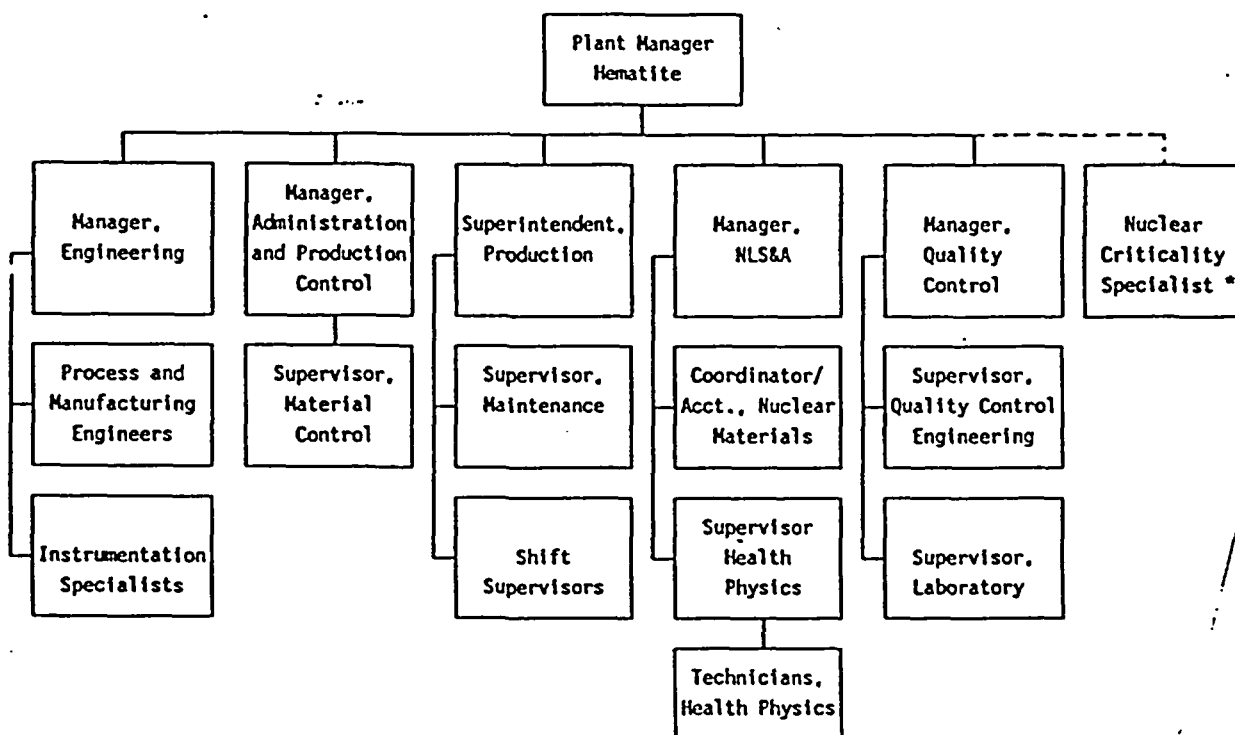 Plant Manager
Hematite
Manager,
Engineering
Manager,
Administration
and Production
Control
Superintendent,
Production
Manager,
NLS&A
Manager,
Quality
Control
Nuclear
Criticality
Specialist *
Process and
Manufacturing
Engineers
Supervisor,
Material
Control
Supervisor,
Maintenance
Coordinator/
Acct., Nuclear
Materials
Supervisor,
Quality Control
Engineering
Instrumentation
Specialists
Shift
Supervisors
Supervisor
Health
Physics
Supervisor,
Laboratory
Technicians,
Health Physics